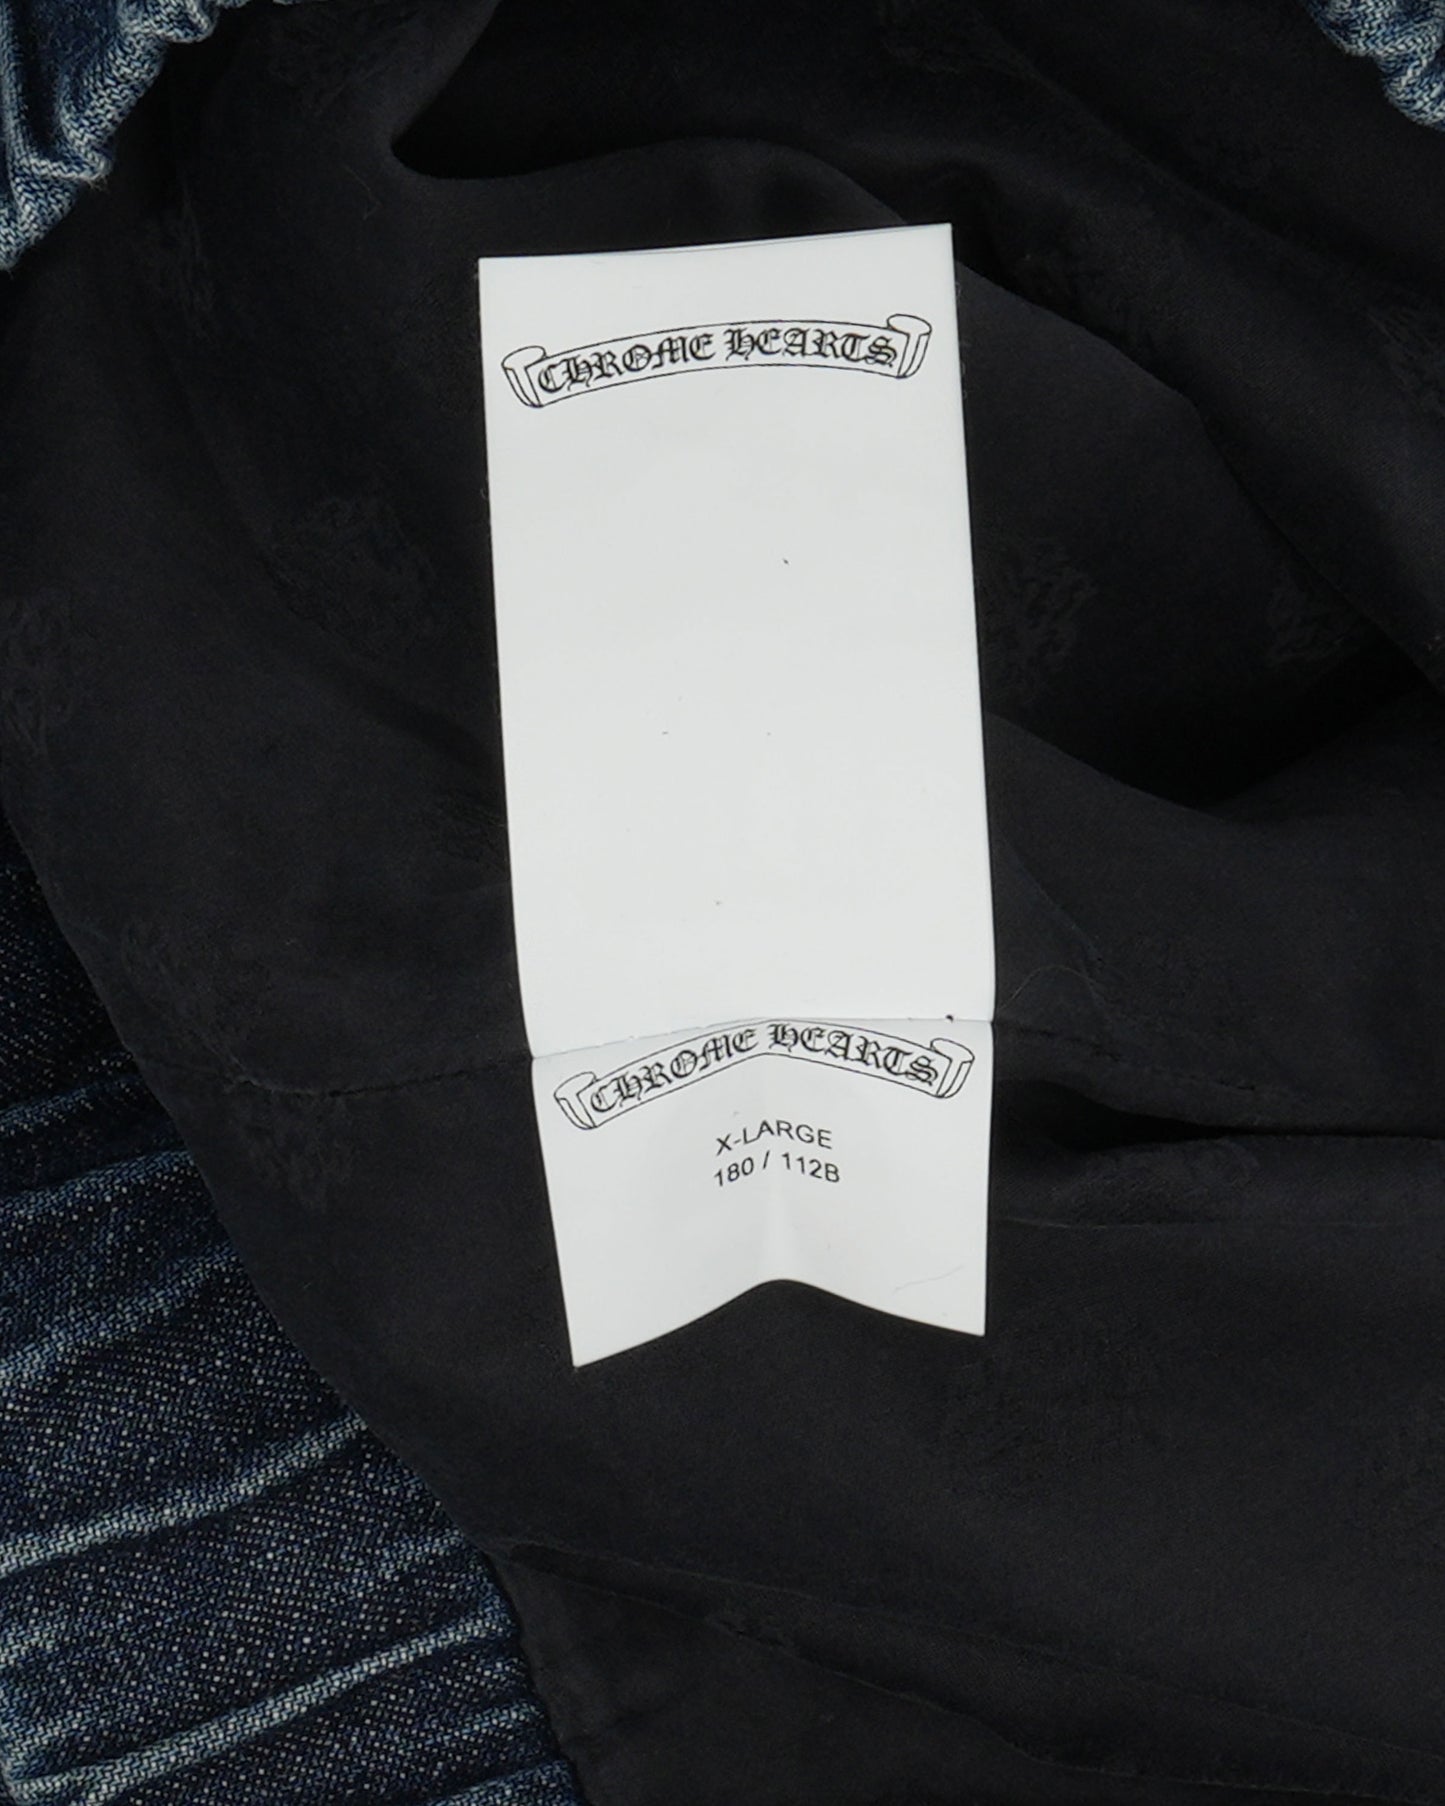 CHROME HEARTS
CHROME HEARTS
X-LARGE
180 / 112B